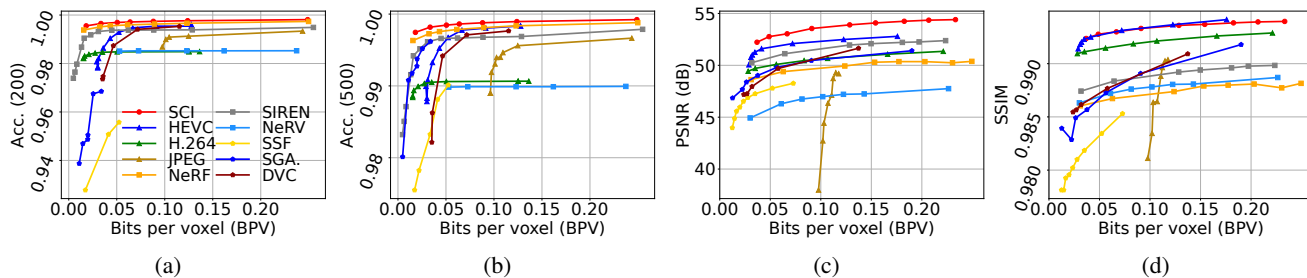 Acc. (200)
1.00
0.98
0.96
0.94
SCI
HEVC
H.264
JPEG
NeRF
SIREN
NeRV
SSF
SGA.
DVC
0.00 0.05 0.10 0.15 0.20
Bits per voxel (BPV)
(a)
Acc. (500)
1.00
0.99
0.98
0.00 0.05 0.10 0.15 0.20
Bits per voxel (BPV)
(b)
PSNR (dB)
55
50
45
40
0.00 0.05 0.10 0.15 0.20
Bits per voxel (BPV)
(c)
SSIM
0.990
0.985
0.980
0.00 0.05 0.10 0.15 0.20
Bits per voxel (BPV)
(d)